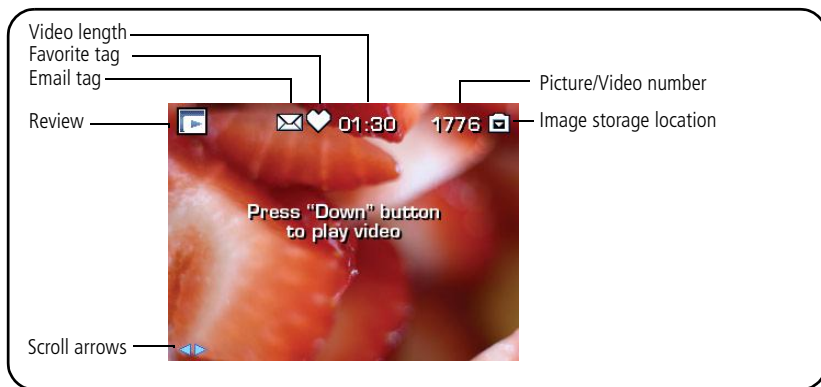 Video length
Favorite tag
Email tag
Review
01:30
1776
Picture/Video number
Image storage location
Press "Down" button
to play video
Scroll arrows